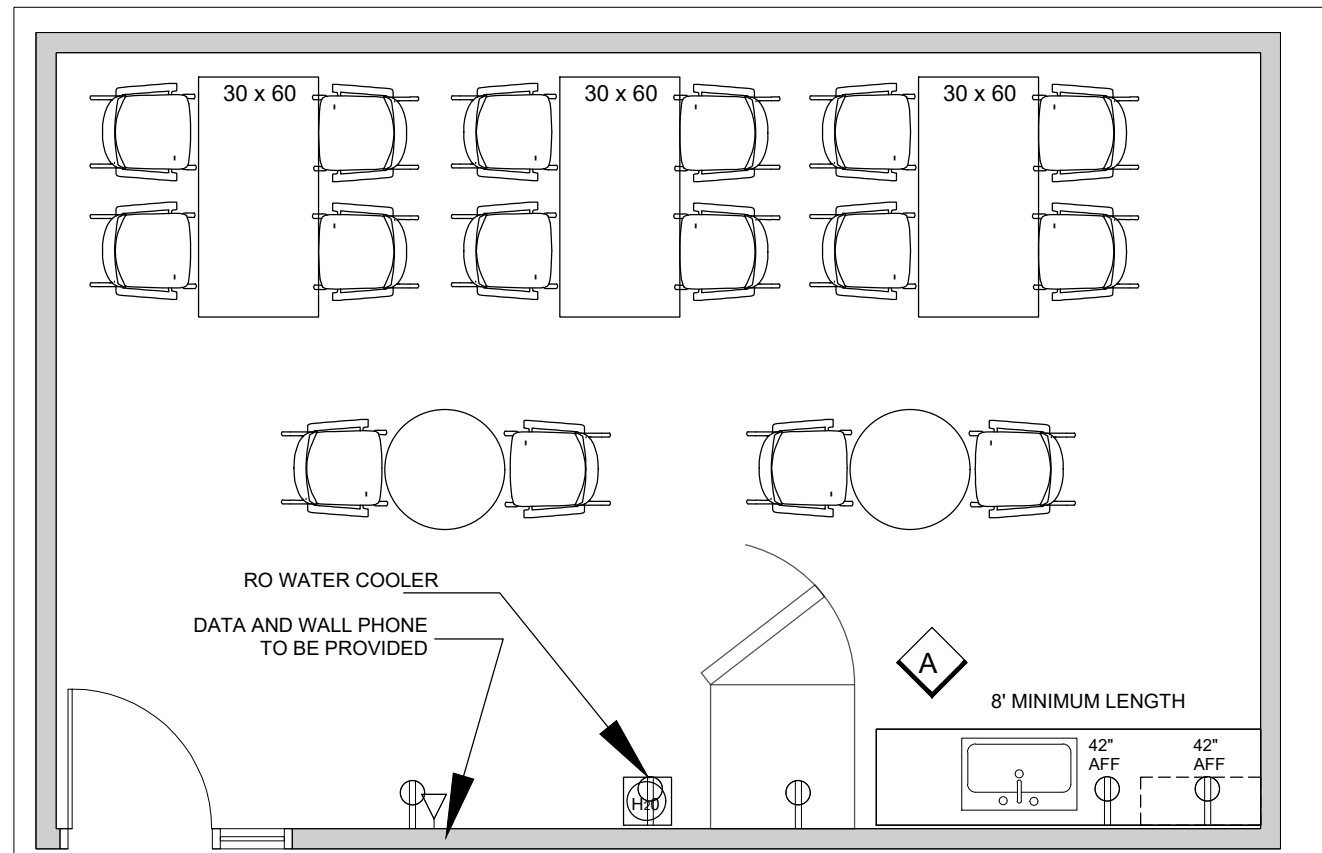 30 x 60
30 x 60
30 x 60
RO WATER COOLER
DATA AND WALL PHONE
TO BE PROVIDED
A
8' MINIMUM LENGTH
42"
AFF
42"
AFF
H20